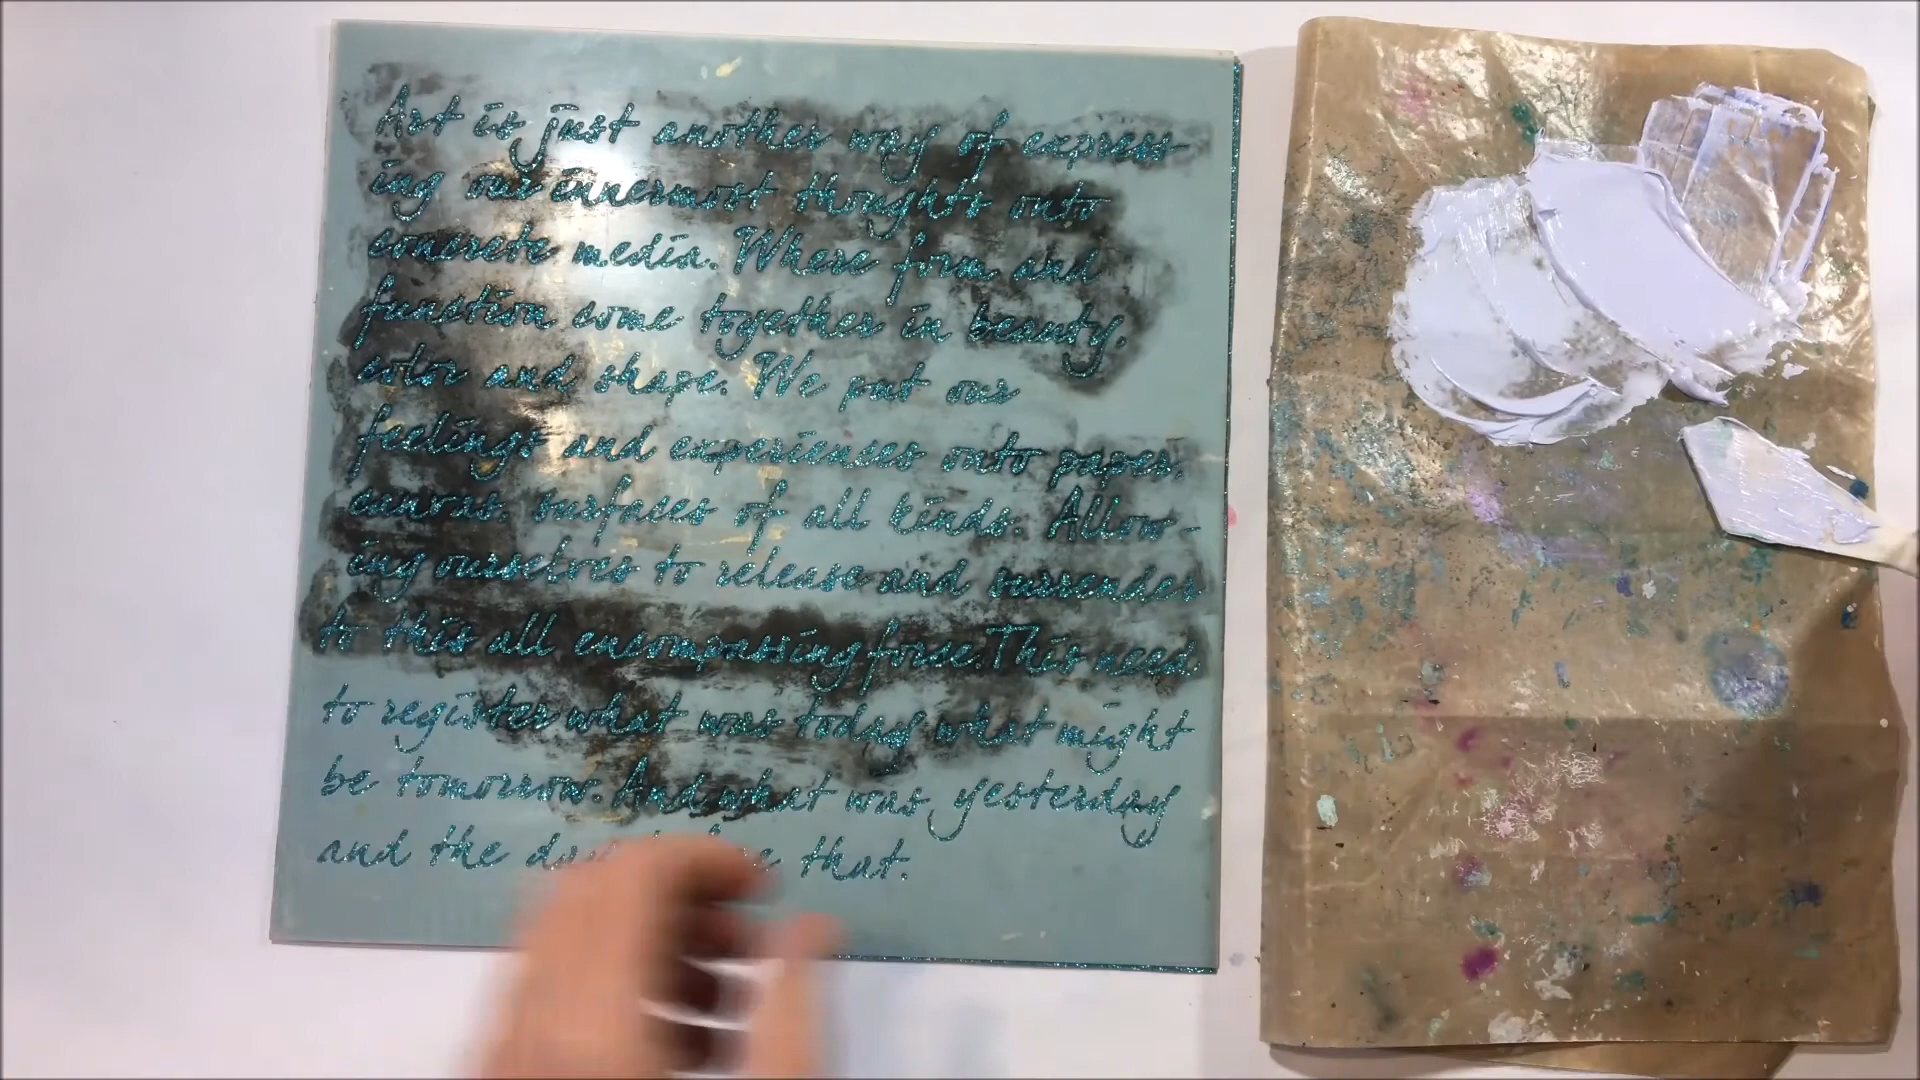 Art is just another way of express
ing our innermost thoughts onto
concrete media. Where form and
function come together in beauty,
color and shape. We put our
feelings and experiences onto paper,
canvas, surfaces of all kinds. Allow-
ing ourselves to release and surrender
to this all encompassing force. This need
to register what was today what might
be tomorrow. And what was yesterday
and the that.